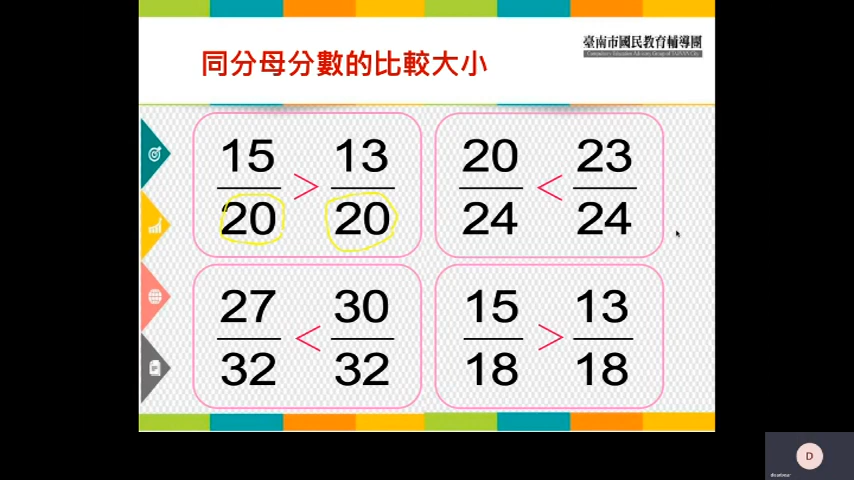 同分母分數的比較大小
臺南市國民教育輔導團
15/20 > 13/20
20/24 < 23/24
27/32 < 30/32
15/18 > 13/18
D